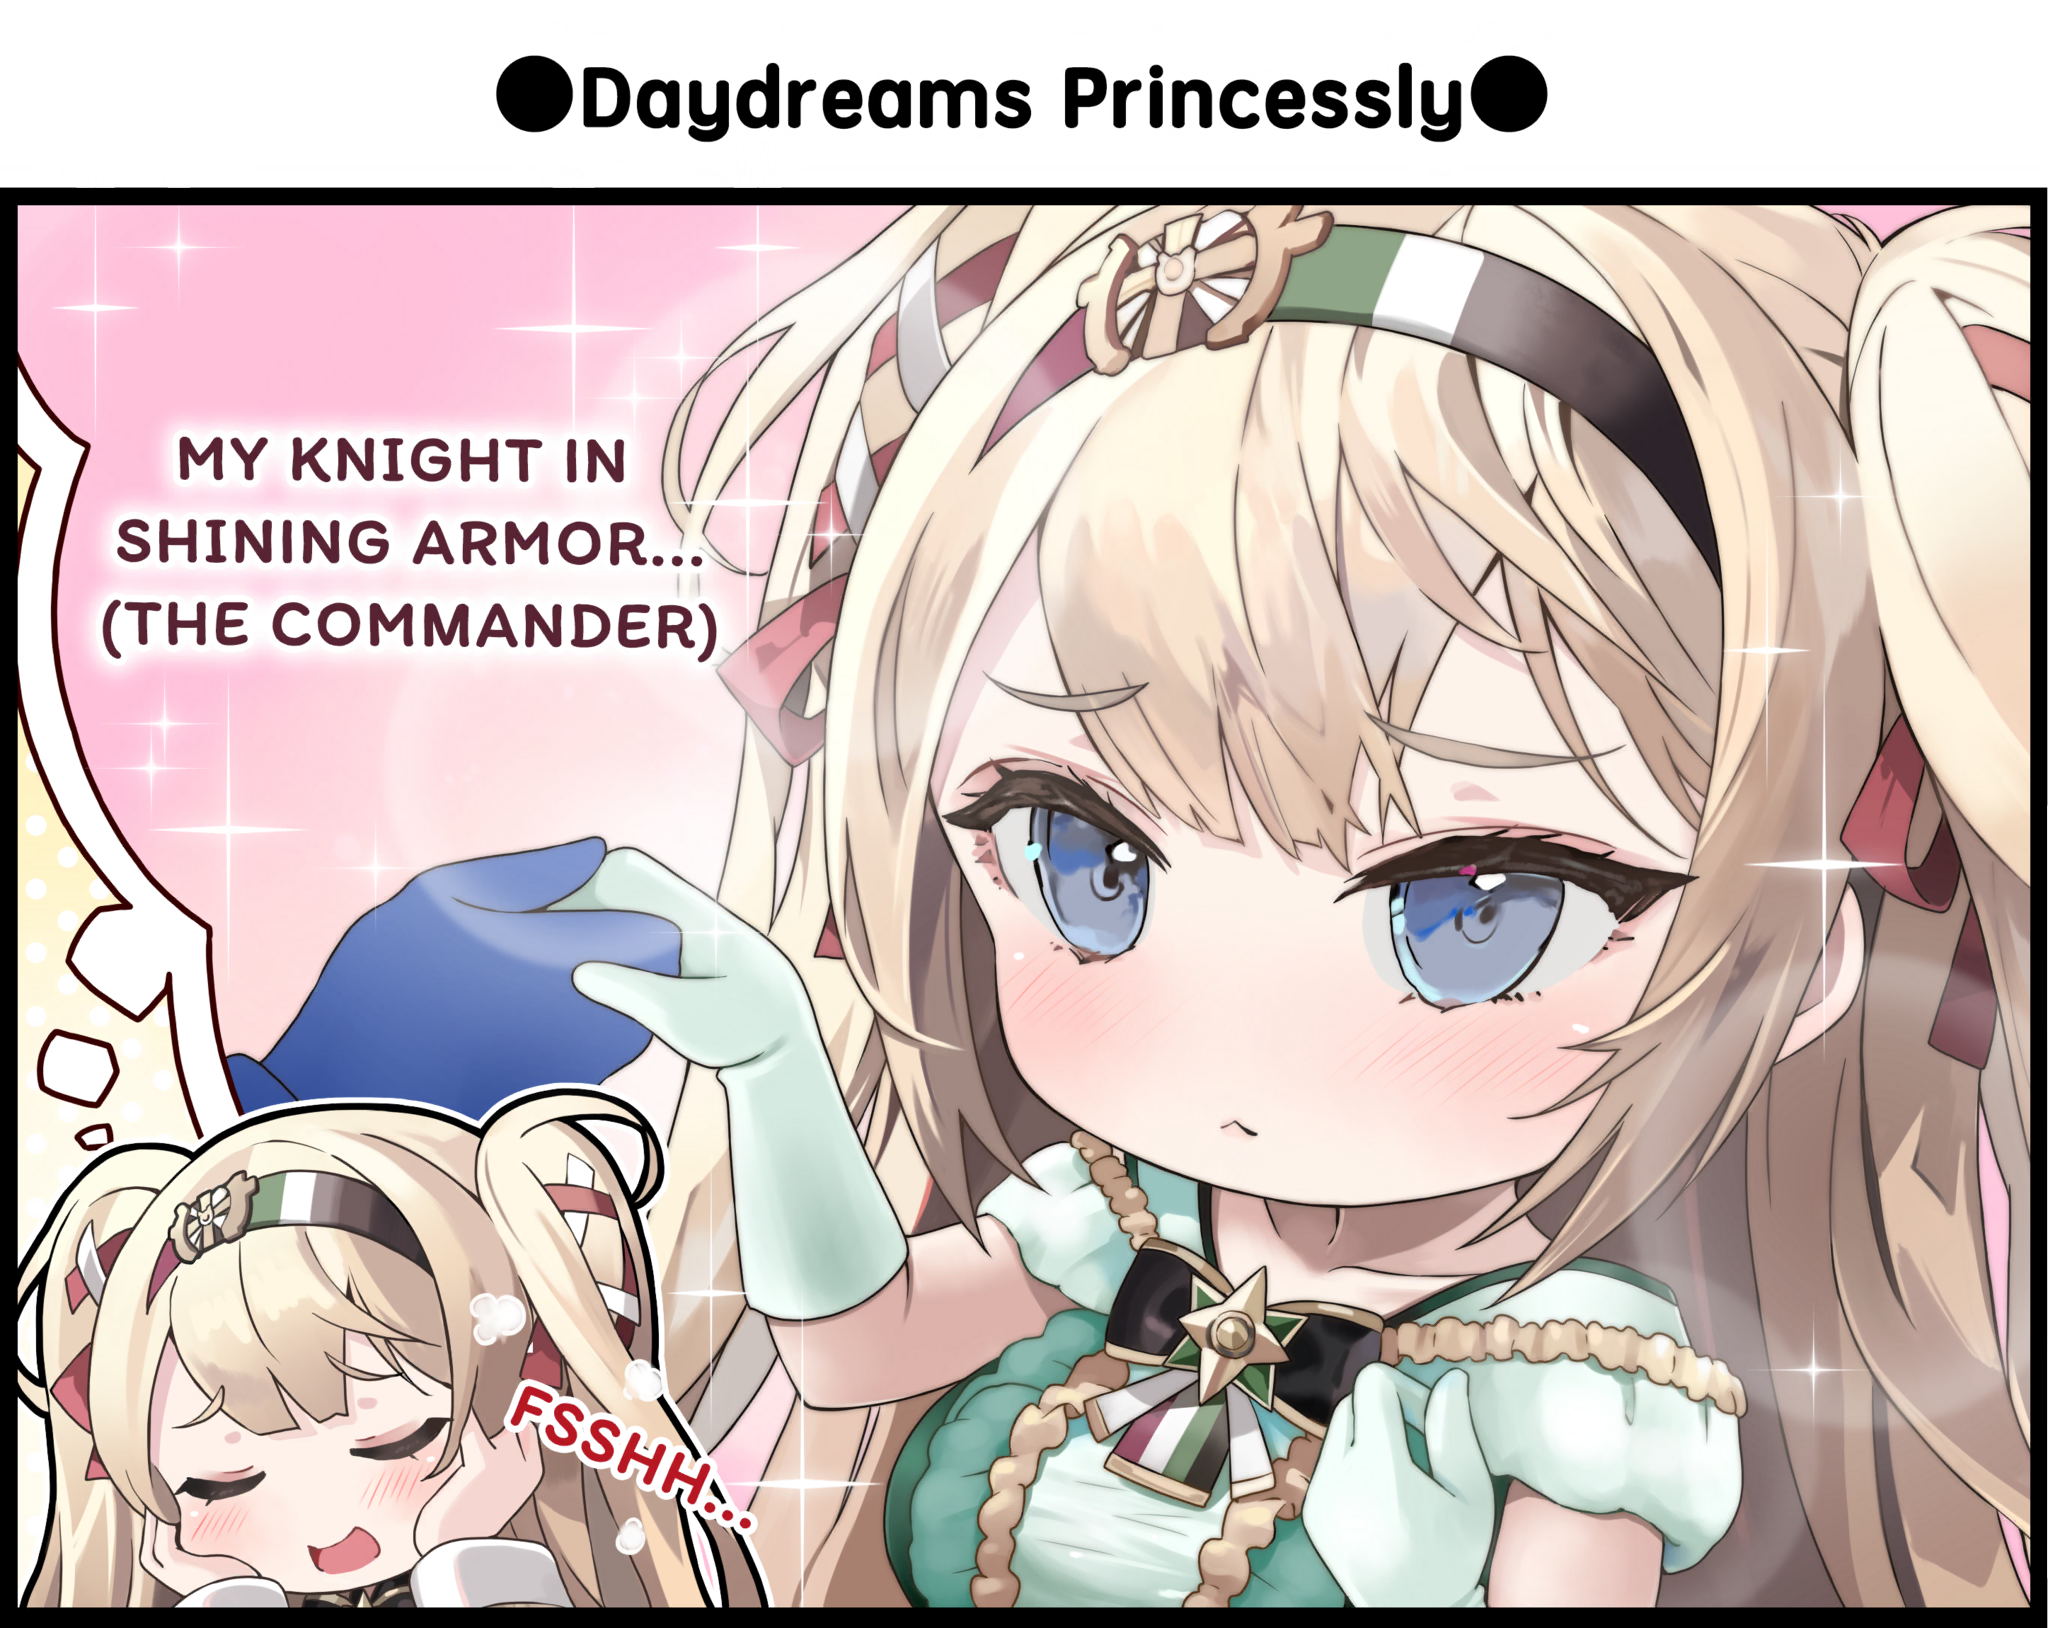 ●Daydreams Princessly●
MY KNIGHT IN
SHINING ARMOR...
(THE COMMANDER)
FSSHH...